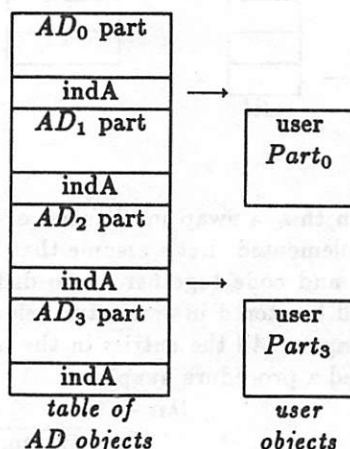 AD₀ part
indA
AD₁ part
user
Part₀
indA
AD₂ part
indA
AD₃ part
user
Part₃
indA
table of
AD objects
user
objects